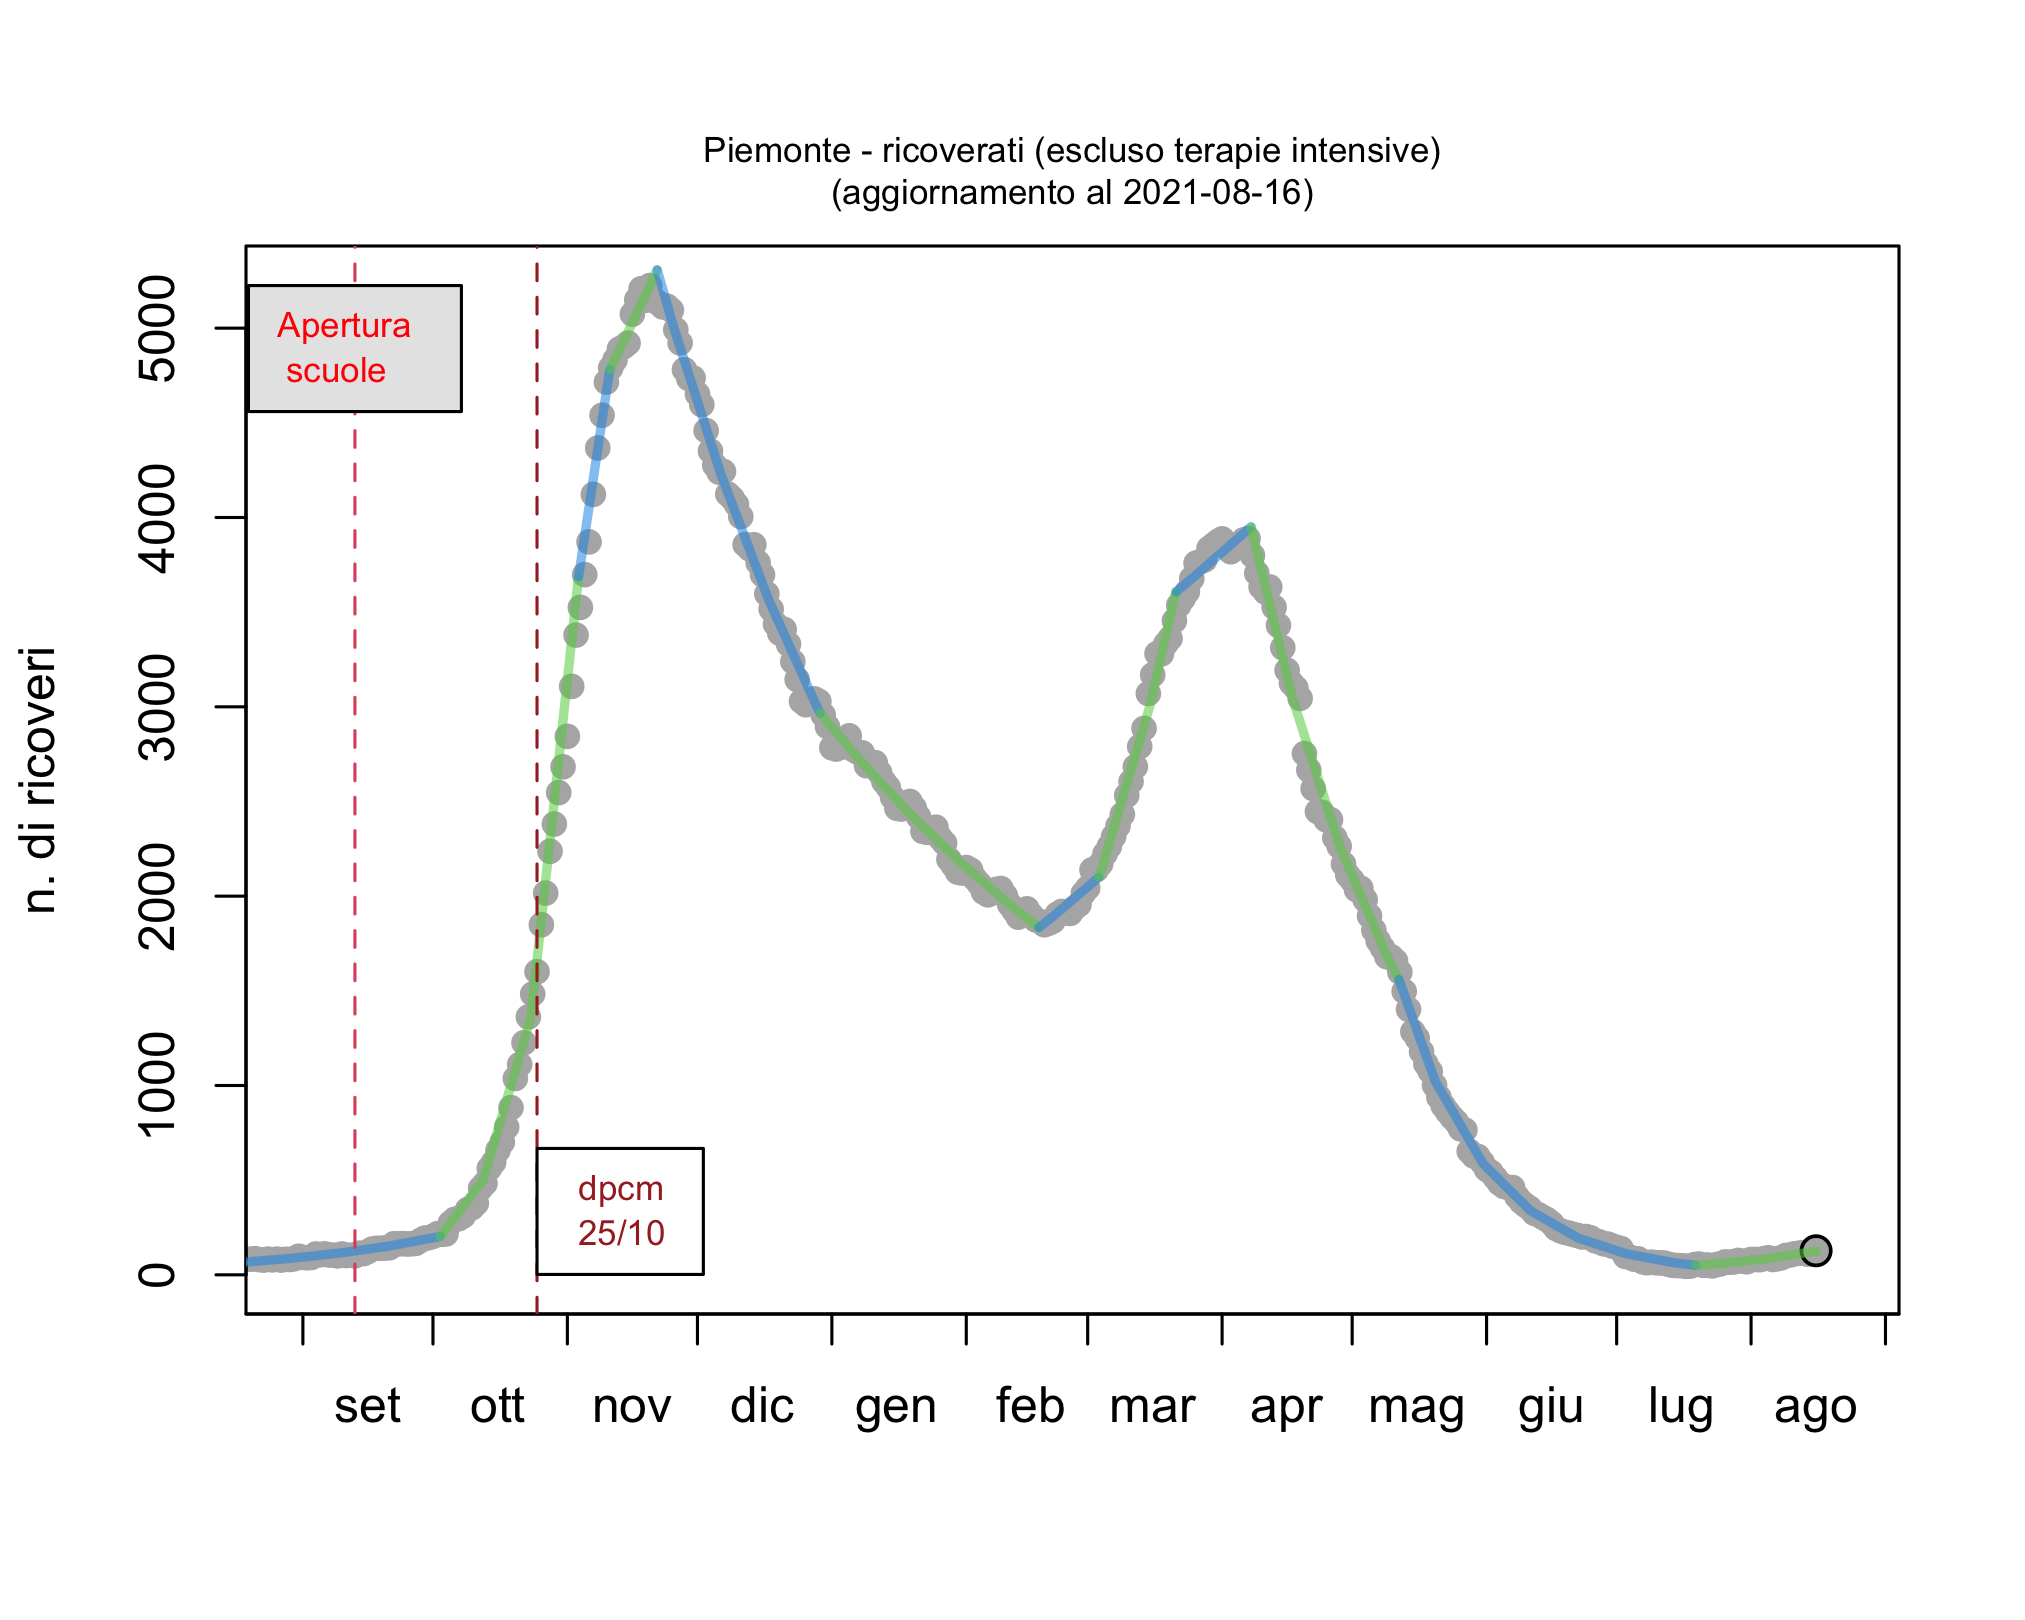 Piemonte - ricoverati (escluso terapie intensive)
(aggiornamento al 2021-08-16)
Apertura
scuole
dpcm
25/10
n. di ricoveri
5000
4000
3000
2000
1000
0
set ott nov dic gen feb mar apr mag giu lug ago